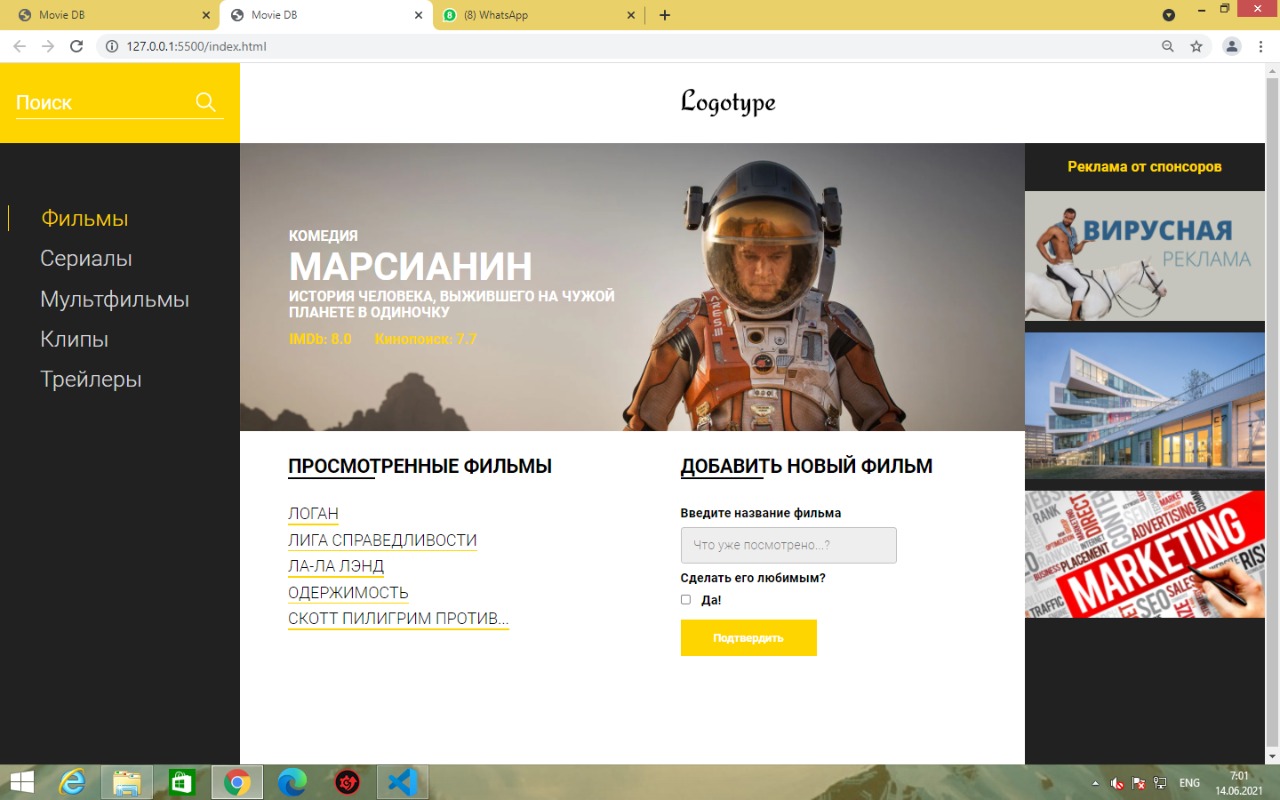 Movie DB
Movie DB
(8) WhatsApp
127.0.0.1:5500/index.html
Поиск
Logotype
Фильмы
Сериалы
Мультфильмы
Клипы
Трейлеры
КОМЕДИЯ
МАРСИАНИН
ИСТОРИЯ ЧЕЛОВЕКА, ВЫЖИВШЕГО НА ЧУЖОЙ
ПЛАНЕТЕ В ОДИНОЧКУ
IMDb: 8.0 Кинопоиск: 7.7
ARES III
ПРОСМОТРЕННЫЕ ФИЛЬМЫ
ЛОГАН
ЛИГА СПРАВЕДЛИВОСТИ
ЛА-ЛА ЛЭНД
ОДЕРЖИМОСТЬ
СКОТТ ПИЛИГРИМ ПРОТИВ...
ДОБАВИТЬ НОВЫЙ ФИЛЬМ
Введите название фильма
Что уже посмотрено...?
Сделать его любимым?
Да!
Подтвердить
Реклама от спонсоров
ВИРУСНАЯ
РЕКЛАМА
RANK
DIRECT
MARKETING
ADVERTISING
BUSINESS
PLACEMENT
MARKETING
TRAFFIC
SEO
SALES
RIS
ENG
7:01
14.06.2021